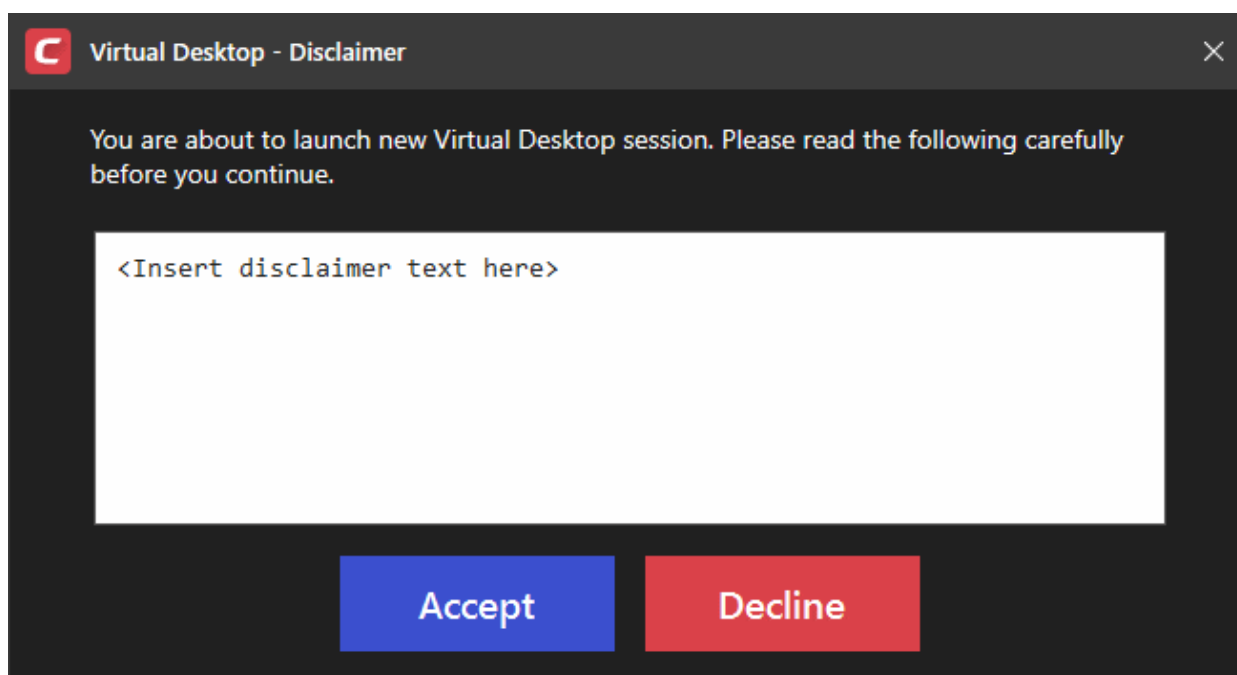 Virtual Desktop - Disclaimer
You are about to launch new Virtual Desktop session. Please read the following carefully
before you continue.
<Insert disclaimer text here>
Accept Decline